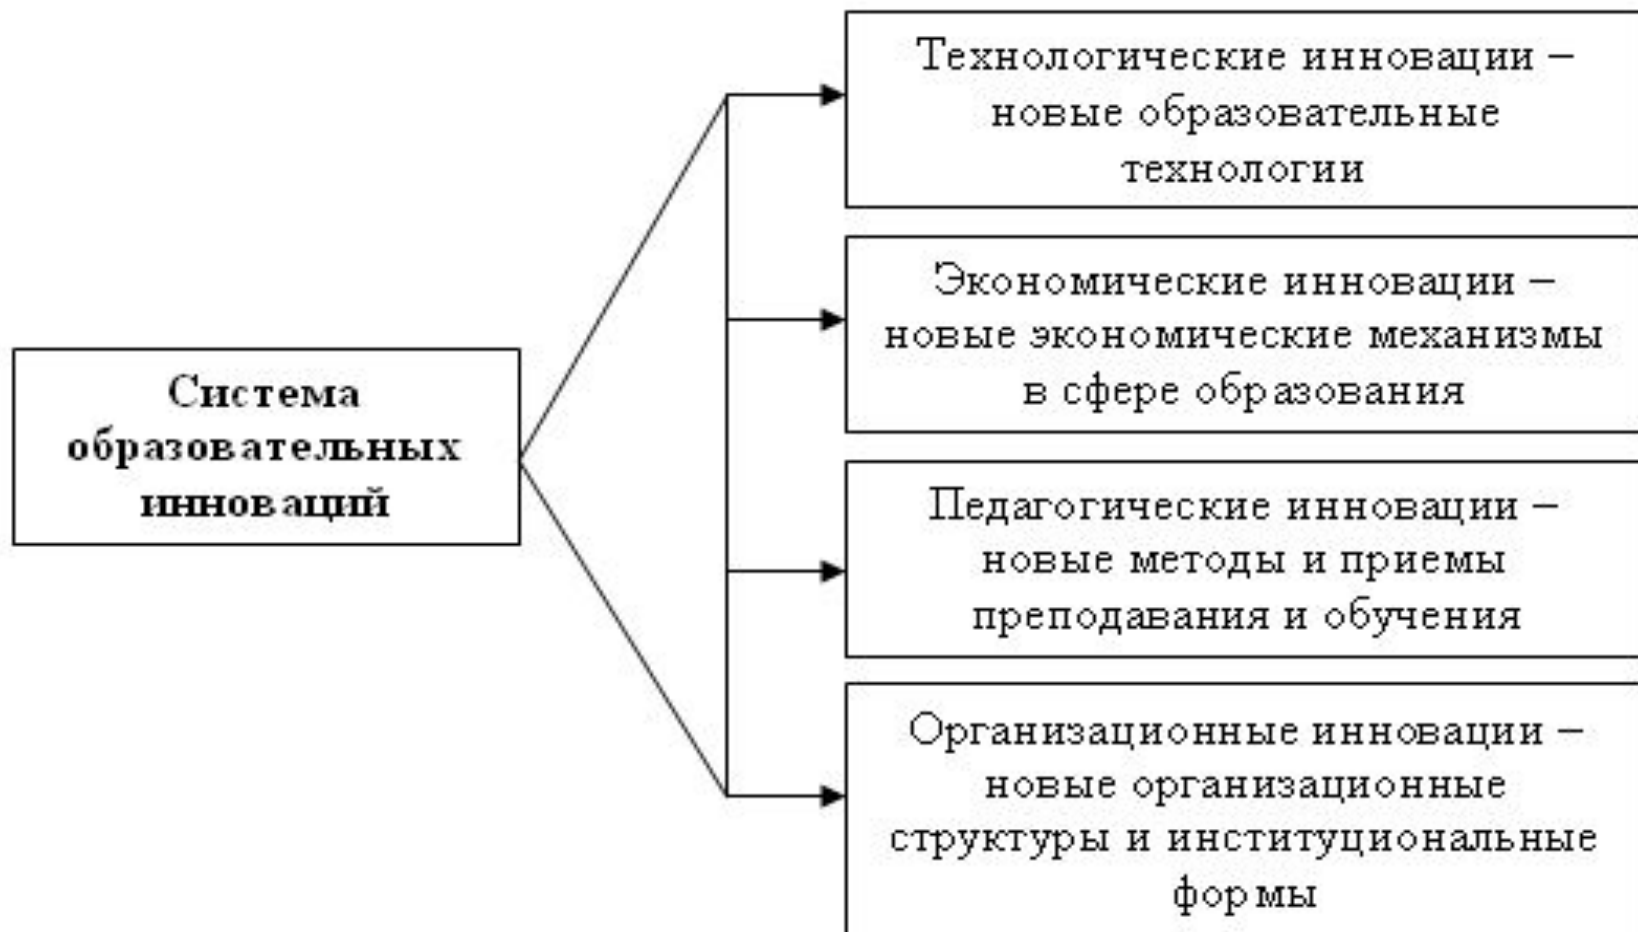 Система
образовательных
инноваций
Технологические инновации –
новые образовательные
технологии
Экономические инновации –
новые экономические механизмы
в сфере образования
Педагогические инновации –
новые методы и приемы
преподавания и обучения
Организационные инновации –
новые организационные
структуры и институциональные
формы